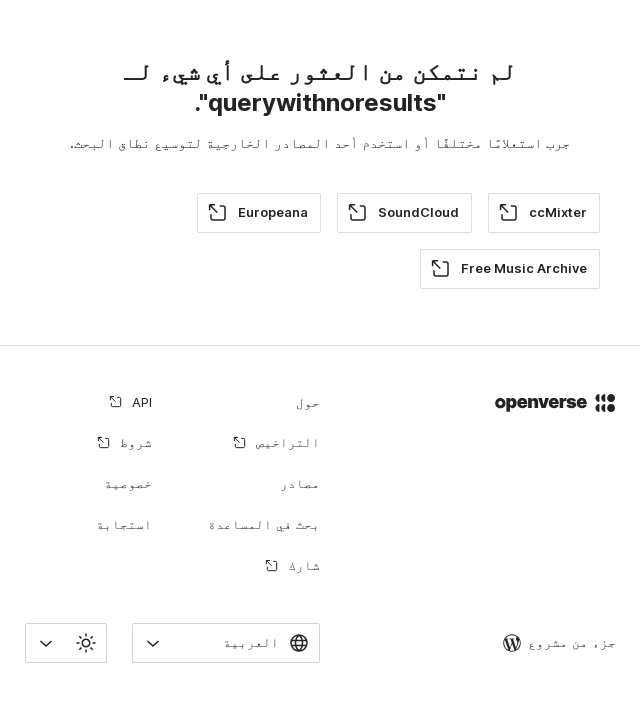 لم نتمكن من العثور على أي شيء لـ
"querywithnoresults".
جرب استعلامًا مختلفًا أو استخدم أحد المصادر الخارجية لتوسيع نطاق البحث.
ccMixter
SoundCloud
Europeana
Free Music Archive
openverse
حول
API
التراخيص
شروط
مصادر
خصوصية
بحث في المساعدة
استجابة
شارك
جزء من مشروع
العربية